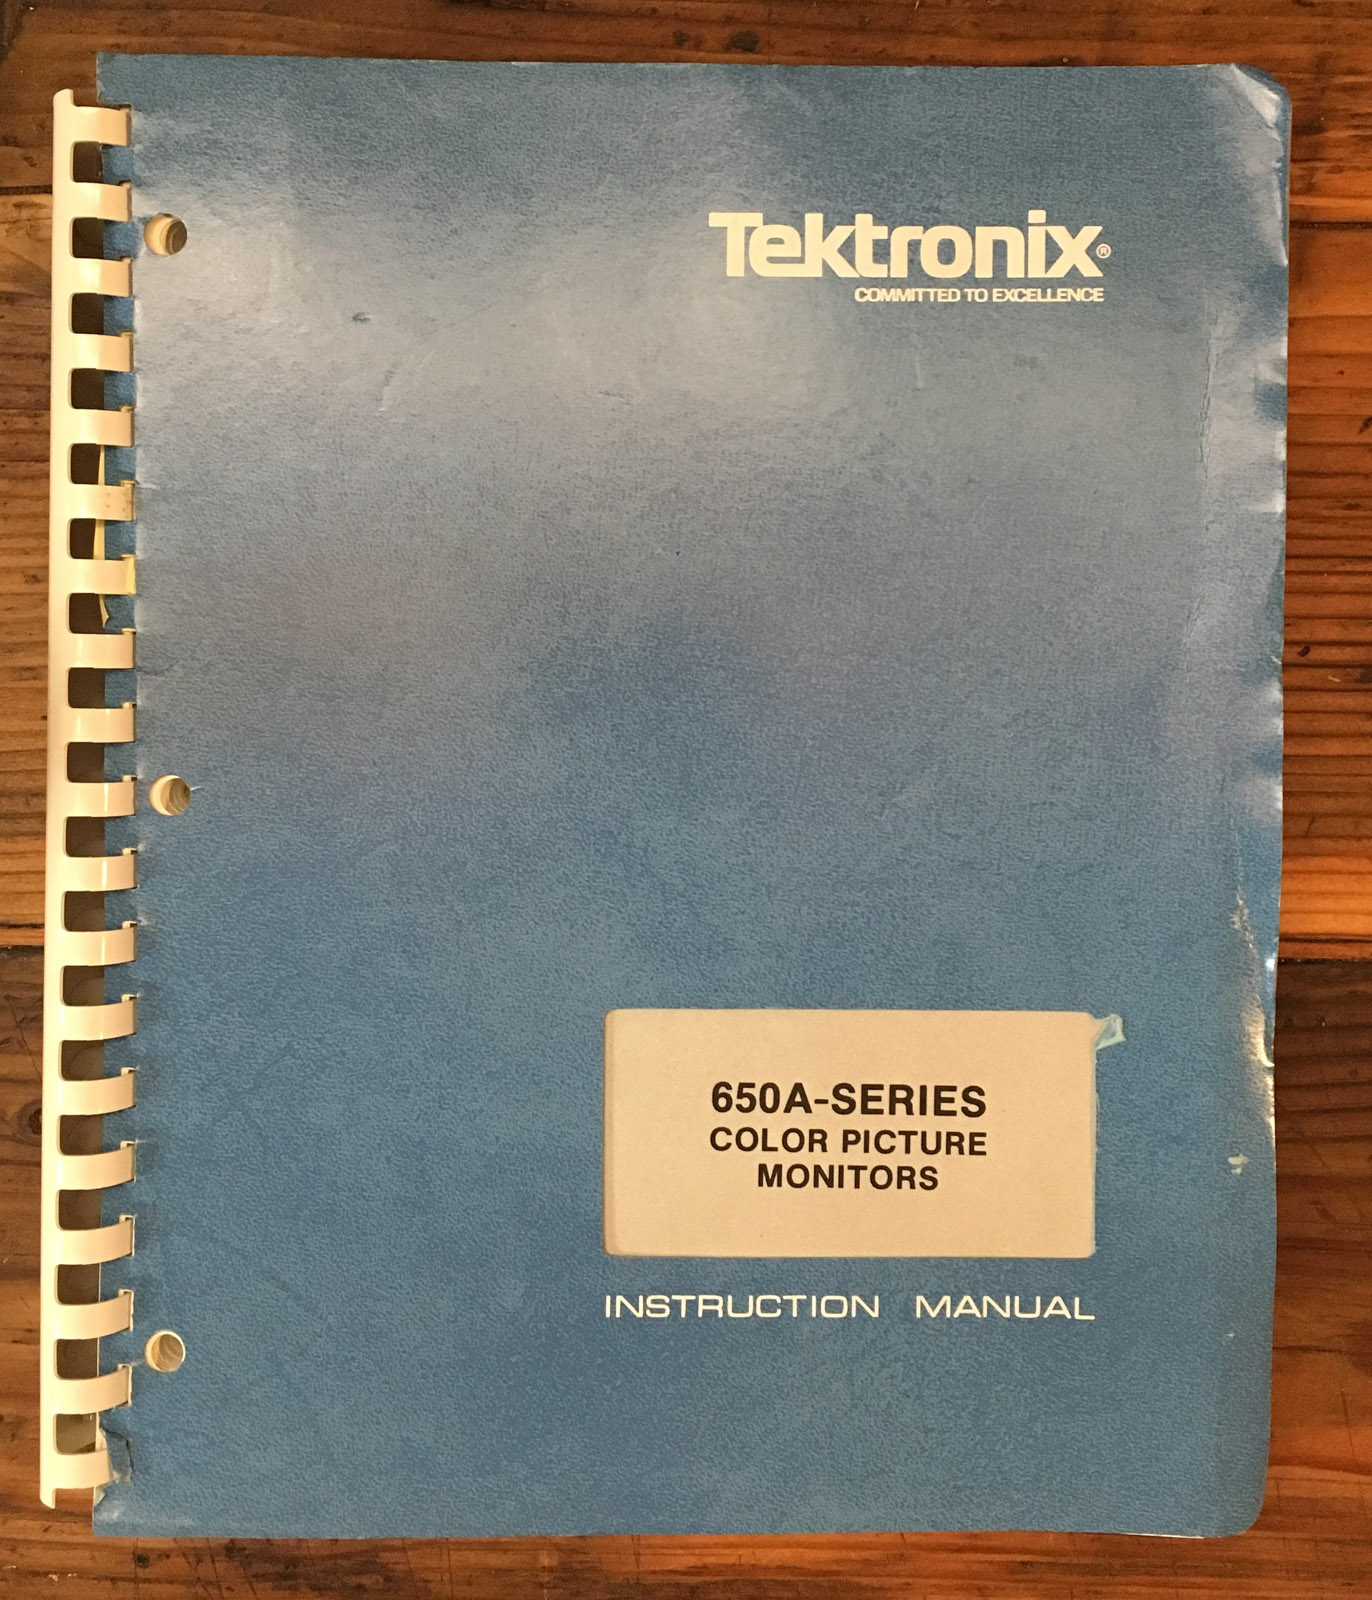 Tektronix®
COMMITTED TO EXCELLENCE
650A-SERIES
COLOR PICTURE
MONITORS
INSTRUCTION MANUAL